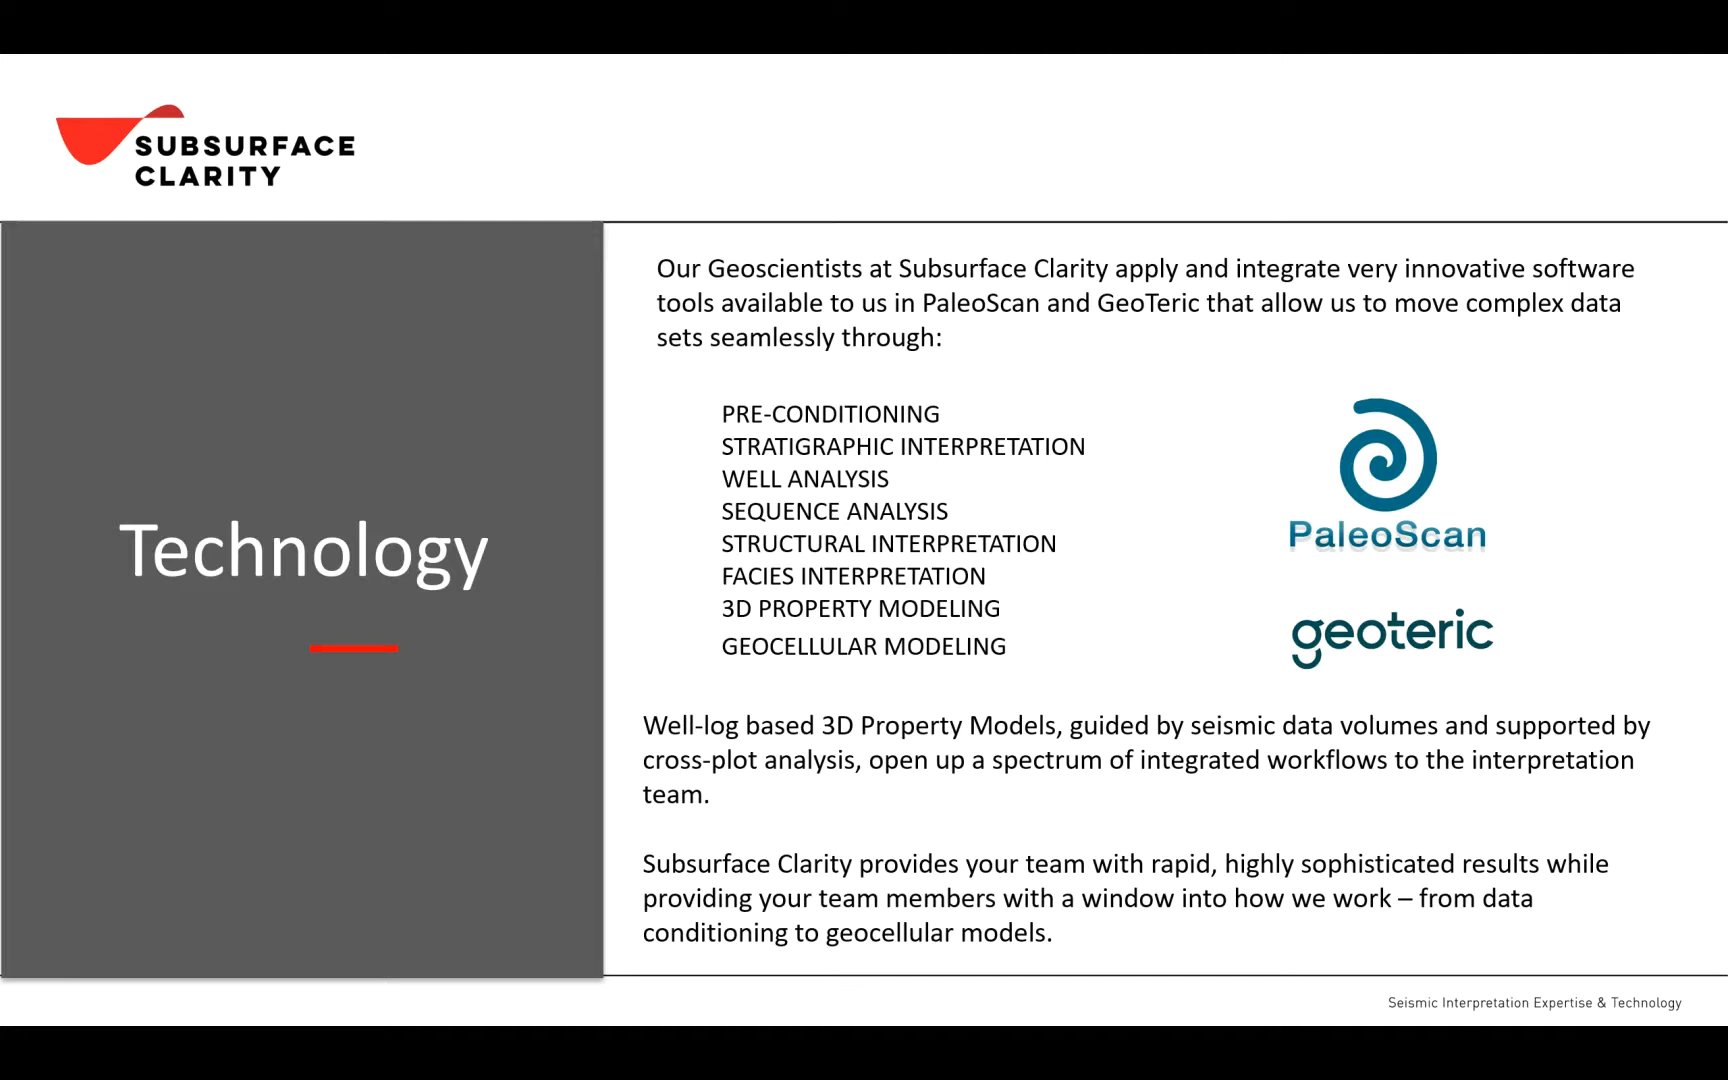 SUBSURFACE
CLARITY
Technology
Our Geoscientists at Subsurface Clarity apply and integrate very innovative software
tools available to us in PaleoScan and GeoTeric that allow us to move complex data
sets seamlessly through:
PRE-CONDITIONING
STRATIGRAPHIC INTERPRETATION
WELL ANALYSIS
SEQUENCE ANALYSIS
STRUCTURAL INTERPRETATION
FACIES INTERPRETATION
3D PROPERTY MODELING
GEOCELLULAR MODELING
PaleoScan
geoteric
Well-log based 3D Property Models, guided by seismic data volumes and supported by
cross-plot analysis, open up a spectrum of integrated workflows to the interpretation
team.
Subsurface Clarity provides your team with rapid, highly sophisticated results while
providing your team members with a window into how we work – from data
conditioning to geocellular models.
Seismic Interpretation Expertise & Technology